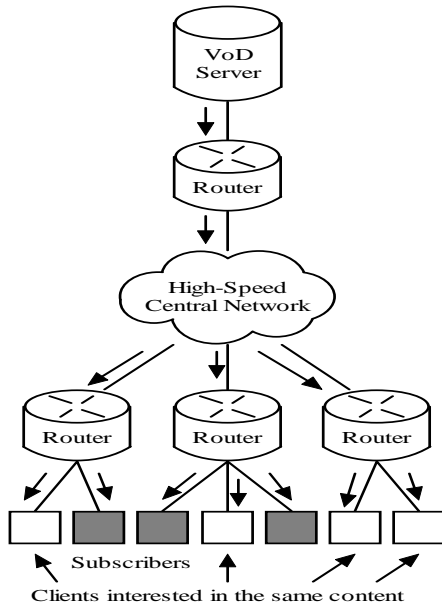 VoD
Server
Router
High-Speed
Central Network
Router
Router
Router
Subscribers
Clients interested in the same content